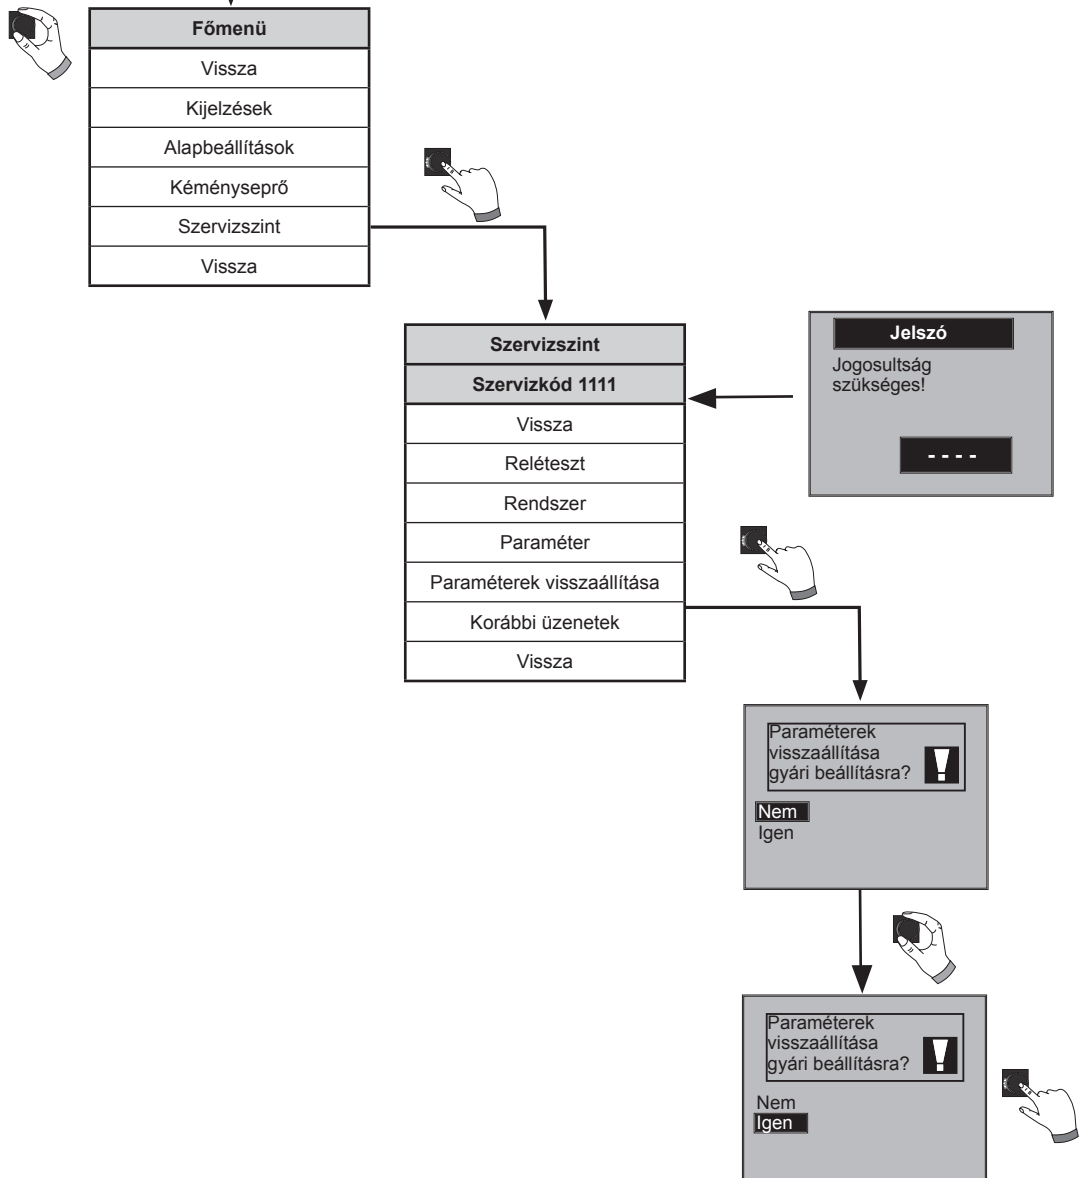 Főmenü
Vissza
Kijelzések
Alapbeállítások
Kéményseprő
Szervizszint
Vissza
Szervizszint
Szervizkód 1111
Vissza
Reléteszt
Rendszer
Paraméter
Paraméterek visszaállítása
Korábbi üzenetek
Vissza
Jelszó
Jogosultság
szükséges!
- - - -
Paraméterek
visszaállítása
gyári beállításra?
!
Nem
Igen
Paraméterek
visszaállítása
gyári beállításra?
!
Nem
Igen